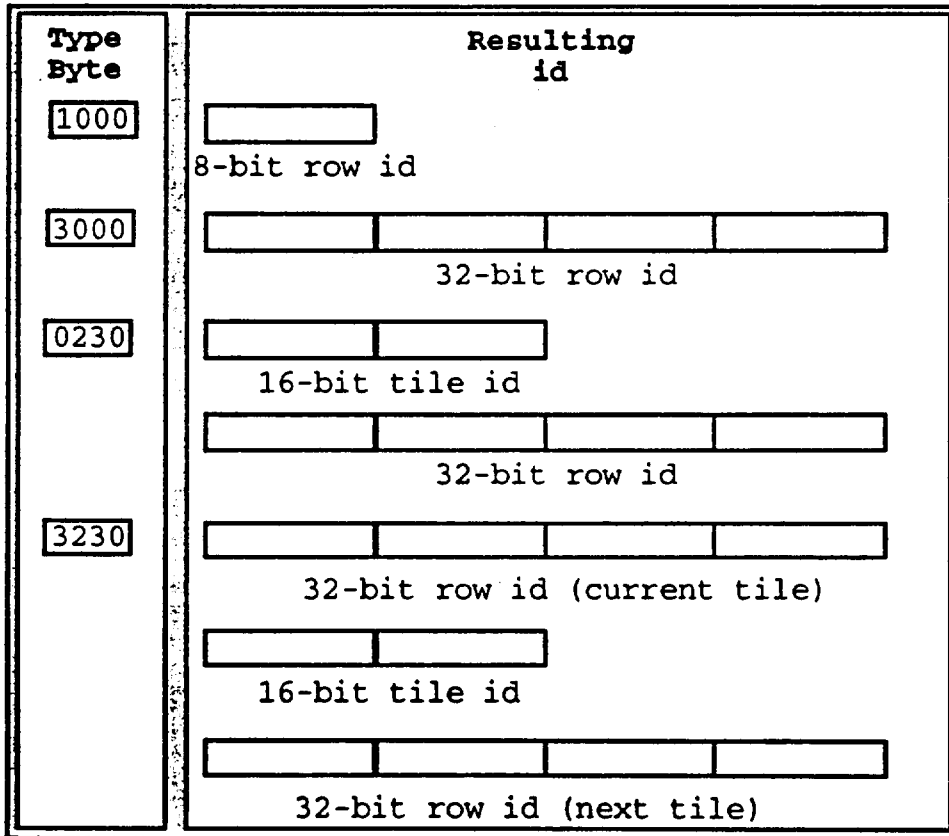 Type
Byte
Resulting
id
1000
8-bit row id
3000
32-bit row id
0230
16-bit tile id
32-bit row id
3230
32-bit row id (current tile)
16-bit tile id
32-bit row id (next tile)